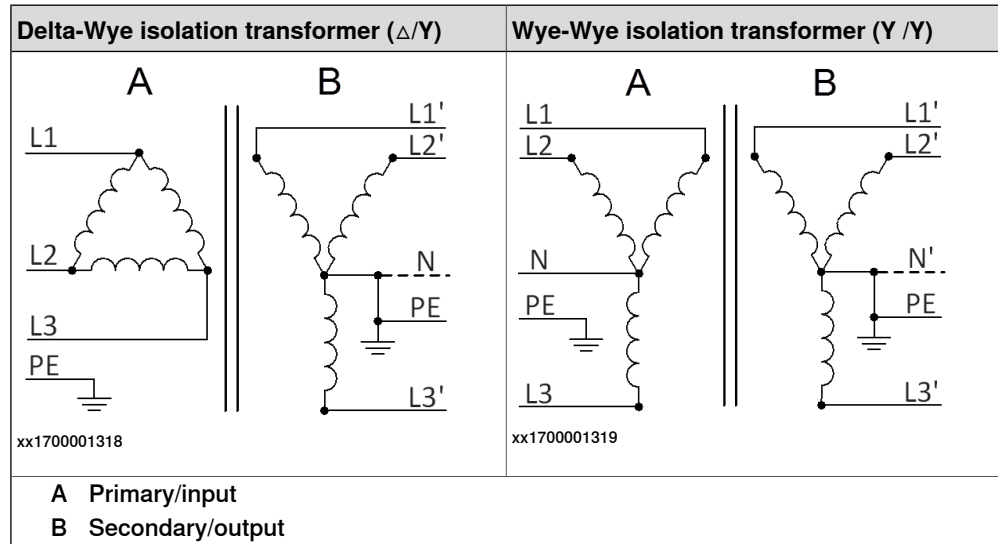 Delta-Wye isolation transformer (△/Y)
A
B
L1
L2
L3
PE
L1'
L2'
N
PE
L3'
xx1700001318
Wye-Wye isolation transformer (Y /Y)
A
B
L1
L2
N
PE
L3
L1'
L2'
N'
PE
L3'
xx1700001319
A Primary/input
B Secondary/output